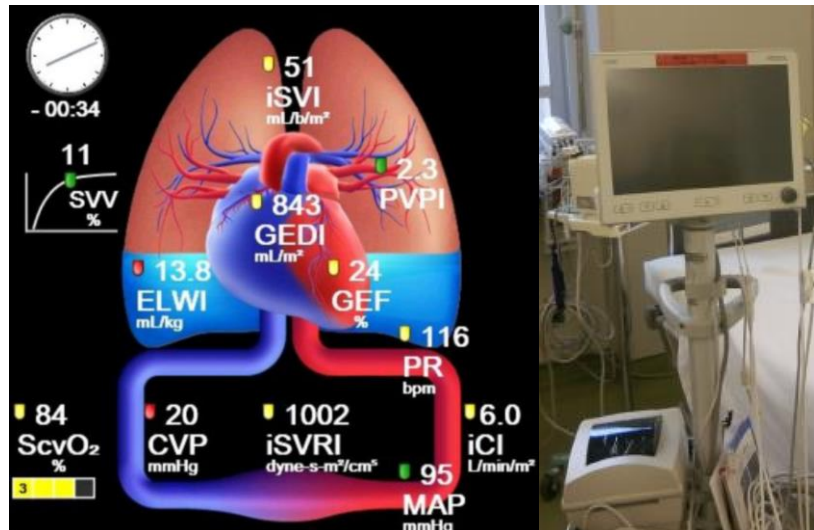 - 00:34
51
iSVI
mL/b/m²
11
SVV
%
2.3
PVPI
843
GEDI
mL/m²
13.8
ELWI
mL/kg
24
GEF
%
116
PR
bpm
84
ScvO₂
%
3
20
CVP
mmHg
1002
iSVRI
dyne-s-m²/cm⁵
6.0
iCI
L/min/m²
95
MAP
mmHg